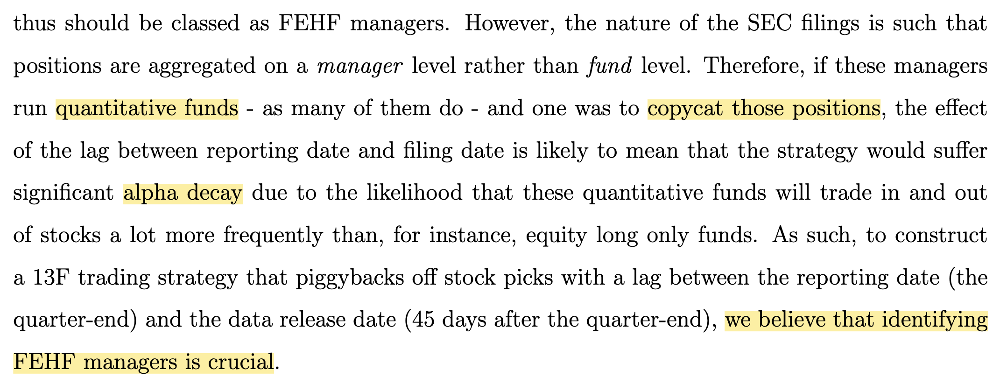 thus should be classed as FEHF managers. However, the nature of the SEC filings is such that
positions are aggregated on a manager level rather than fund level. Therefore, if these managers
run quantitative funds - as many of them do - and one was to copycat those positions, the effect
of the lag between reporting date and filing date is likely to mean that the strategy would suffer
significant alpha decay due to the likelihood that these quantitative funds will trade in and out
of stocks a lot more frequently than, for instance, equity long only funds. As such, to construct
a 13F trading strategy that piggybacks off stock picks with a lag between the reporting date (the
quarter-end) and the data release date (45 days after the quarter-end), we believe that identifying
FEHF managers is crucial.